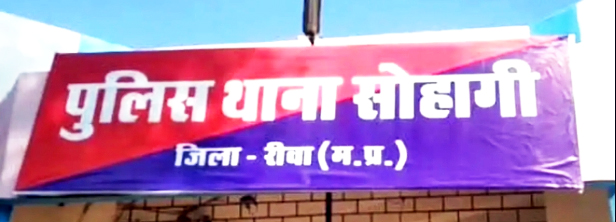 पुलिस थाना सोहागी
जिला - रीवा (म.प्र.)